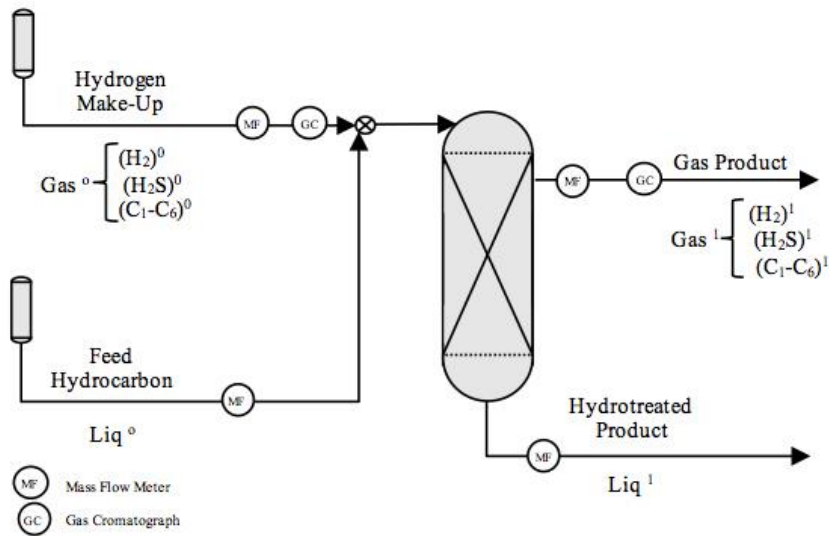 Hydrogen
Make-Up
MF
GC
Gas º
(H₂)⁰
(H₂S)⁰
(C₁-C₆)⁰
MF
GC
Gas Product
Gas ¹
(H₂)¹
(H₂S)¹
(C₁-C₆)¹
Feed
Hydrocarbon
MF
Liq º
Hydrotreated
Product
MF
Liq ¹
MF
Mass Flow Meter
GC
Gas Cromatograph